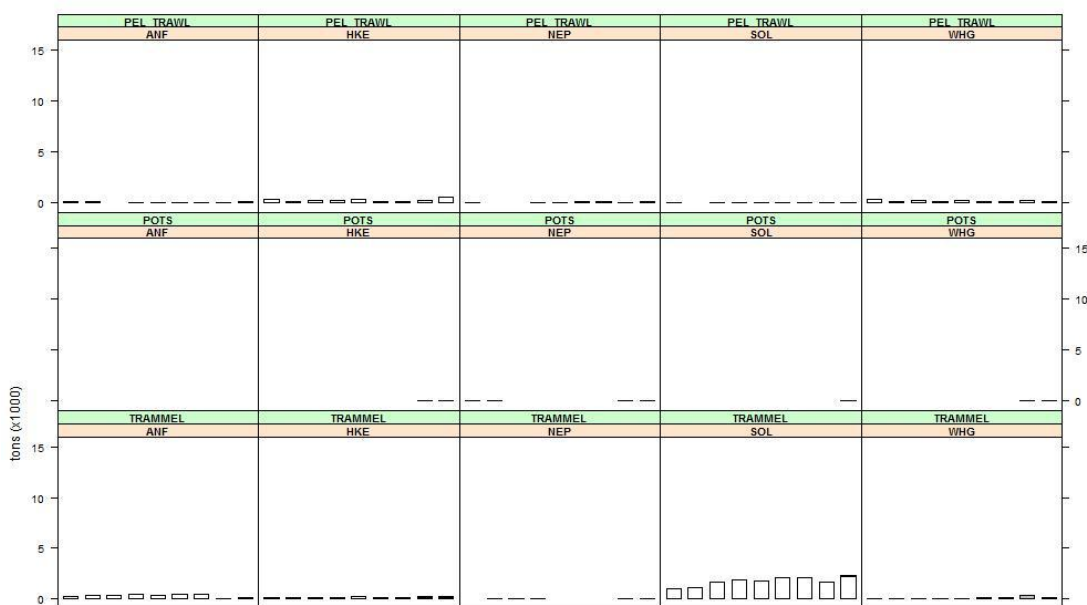 PEL_TRAWL PEL_TRAWL PEL_TRAWL PEL_TRAWL PEL_TRAWL
ANF HKE NEP SOL WHG
15
10
5
0
POTS POTS POTS POTS POTS
ANF HKE NEP SOL WHG
15
10
5
0
tons (x1000)
TRAMMEL TRAMMEL TRAMMEL TRAMMEL TRAMMEL
ANF HKE NEP SOL WHG
15
10
5
0